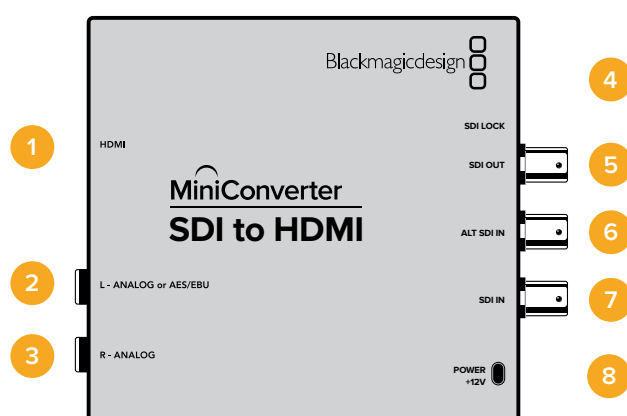 Blackmagicdesign
4
SDI LOCK
1
HDMI
SDI OUT
5
MiniConverter
SDI to HDMI
ALT SDI IN
6
2
L - ANALOG or AES/EBU
SDI IN
7
3
R - ANALOG
POWER
+12V
8